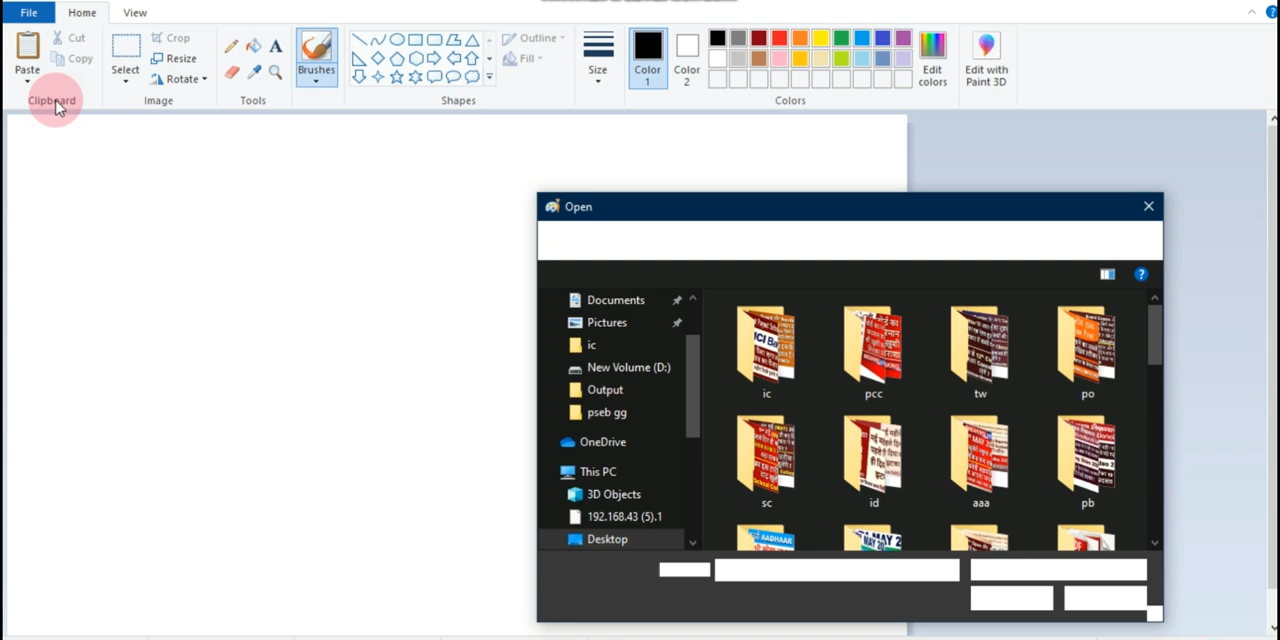 File Home View
Cut
Copy
Paste
Clipboard
Select
Crop
Resize
Rotate
Image
Tools
Brushes
Outline
Fill
Shapes
Size
Color 1
Color 2
Edit colors
Colors
Edit with Paint 3D
Open
Documents
Pictures
ic
New Volume (D:)
Output
pseb gg
OneDrive
This PC
3D Objects
192.168.43 (5).1
Desktop
ic pcc tw po
sc id aaa pb